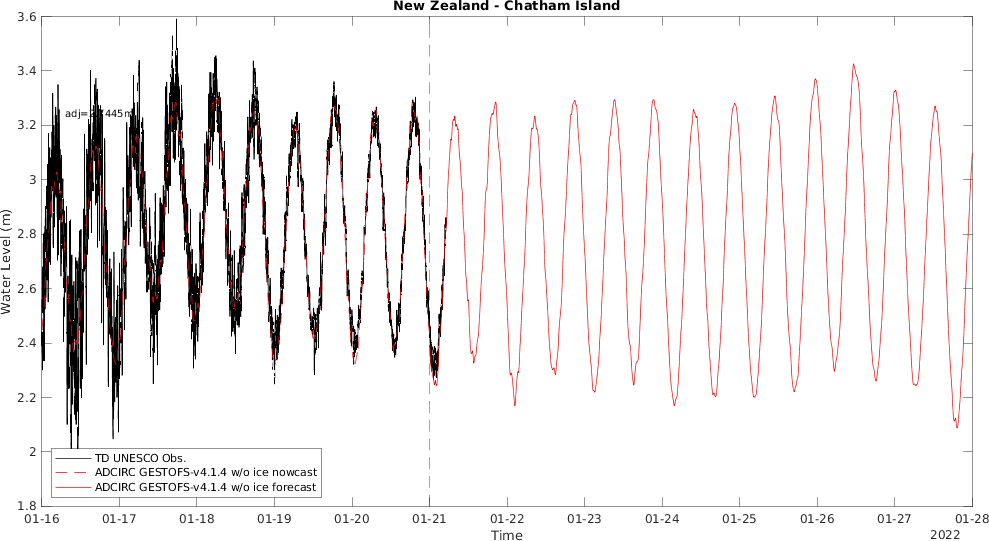 New Zealand - Chatham Island
3.6
3.4
3.2
3
2.8
2.6
2.4
2.2
2
1.8
Water Level (m)
TD UNESCO Obs.
ADCIRC GESTOFS-v4.1.4 w/o ice nowcast
ADCIRC GESTOFS-v4.1.4 w/o ice forecast
01-16 01-17 01-18 01-19 01-20 01-21 01-22 01-23 01-24 01-25 01-26 01-27 01-28
Time
2022